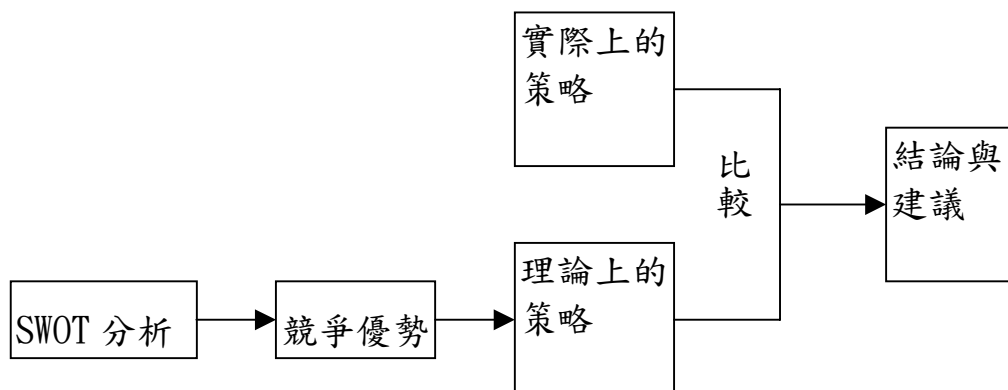 實際上的
策略
比
較
結論與
建議
理論上的
策略
SWOT 分析
競爭優勢